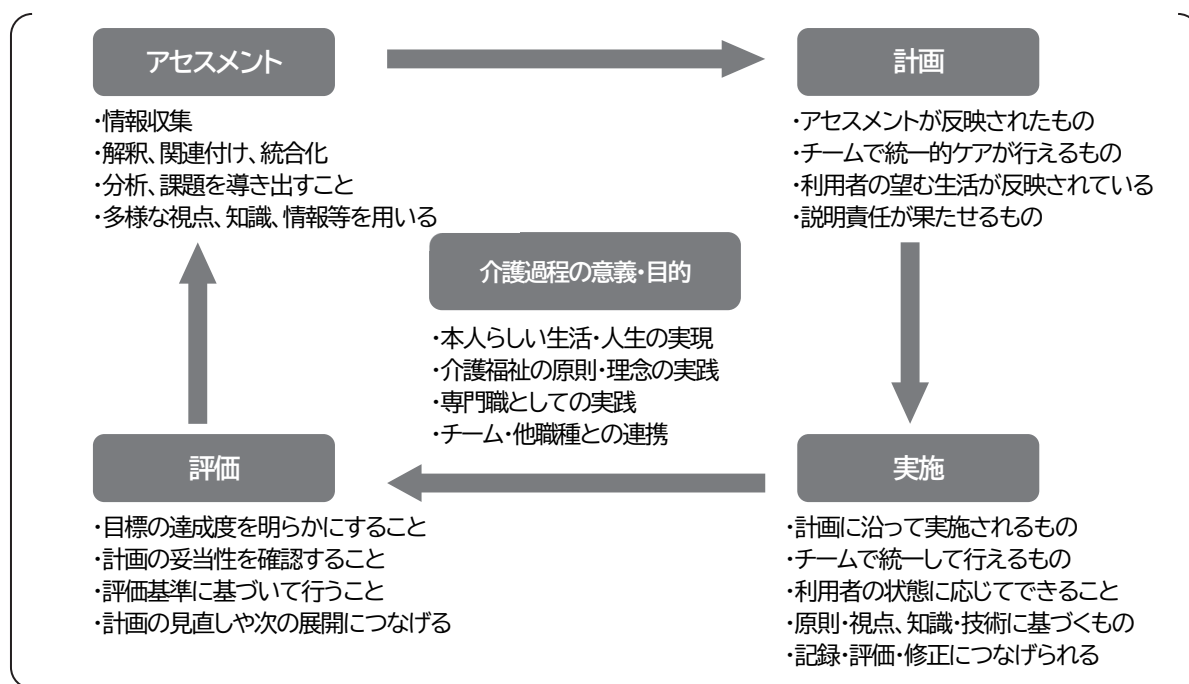 アセスメント
・情報収集
・解釈、関連付け、統合化
・分析、課題を導き出すこと
・多様な視点、知識、情報等を用いる
計画
・アセスメントが反映されたもの
・チームで統一的ケアが行えるもの
・利用者の望む生活が反映されている
・説明責任が果たせるもの
介護過程の意義・目的
・本人らしい生活・人生の実現
・介護福祉の原則・理念の実践
・専門職としての実践
・チーム・他職種との連携
評価
・目標の達成度を明らかにすること
・計画の妥当性を確認すること
・評価基準に基づいて行うこと
・計画の見直しや次の展開につなげる
実施
・計画に沿って実施されるもの
・チームで統一して行えるもの
・利用者の状態に応じてできること
・原則・視点、知識・技術に基づくもの
・記録・評価・修正につなげられる